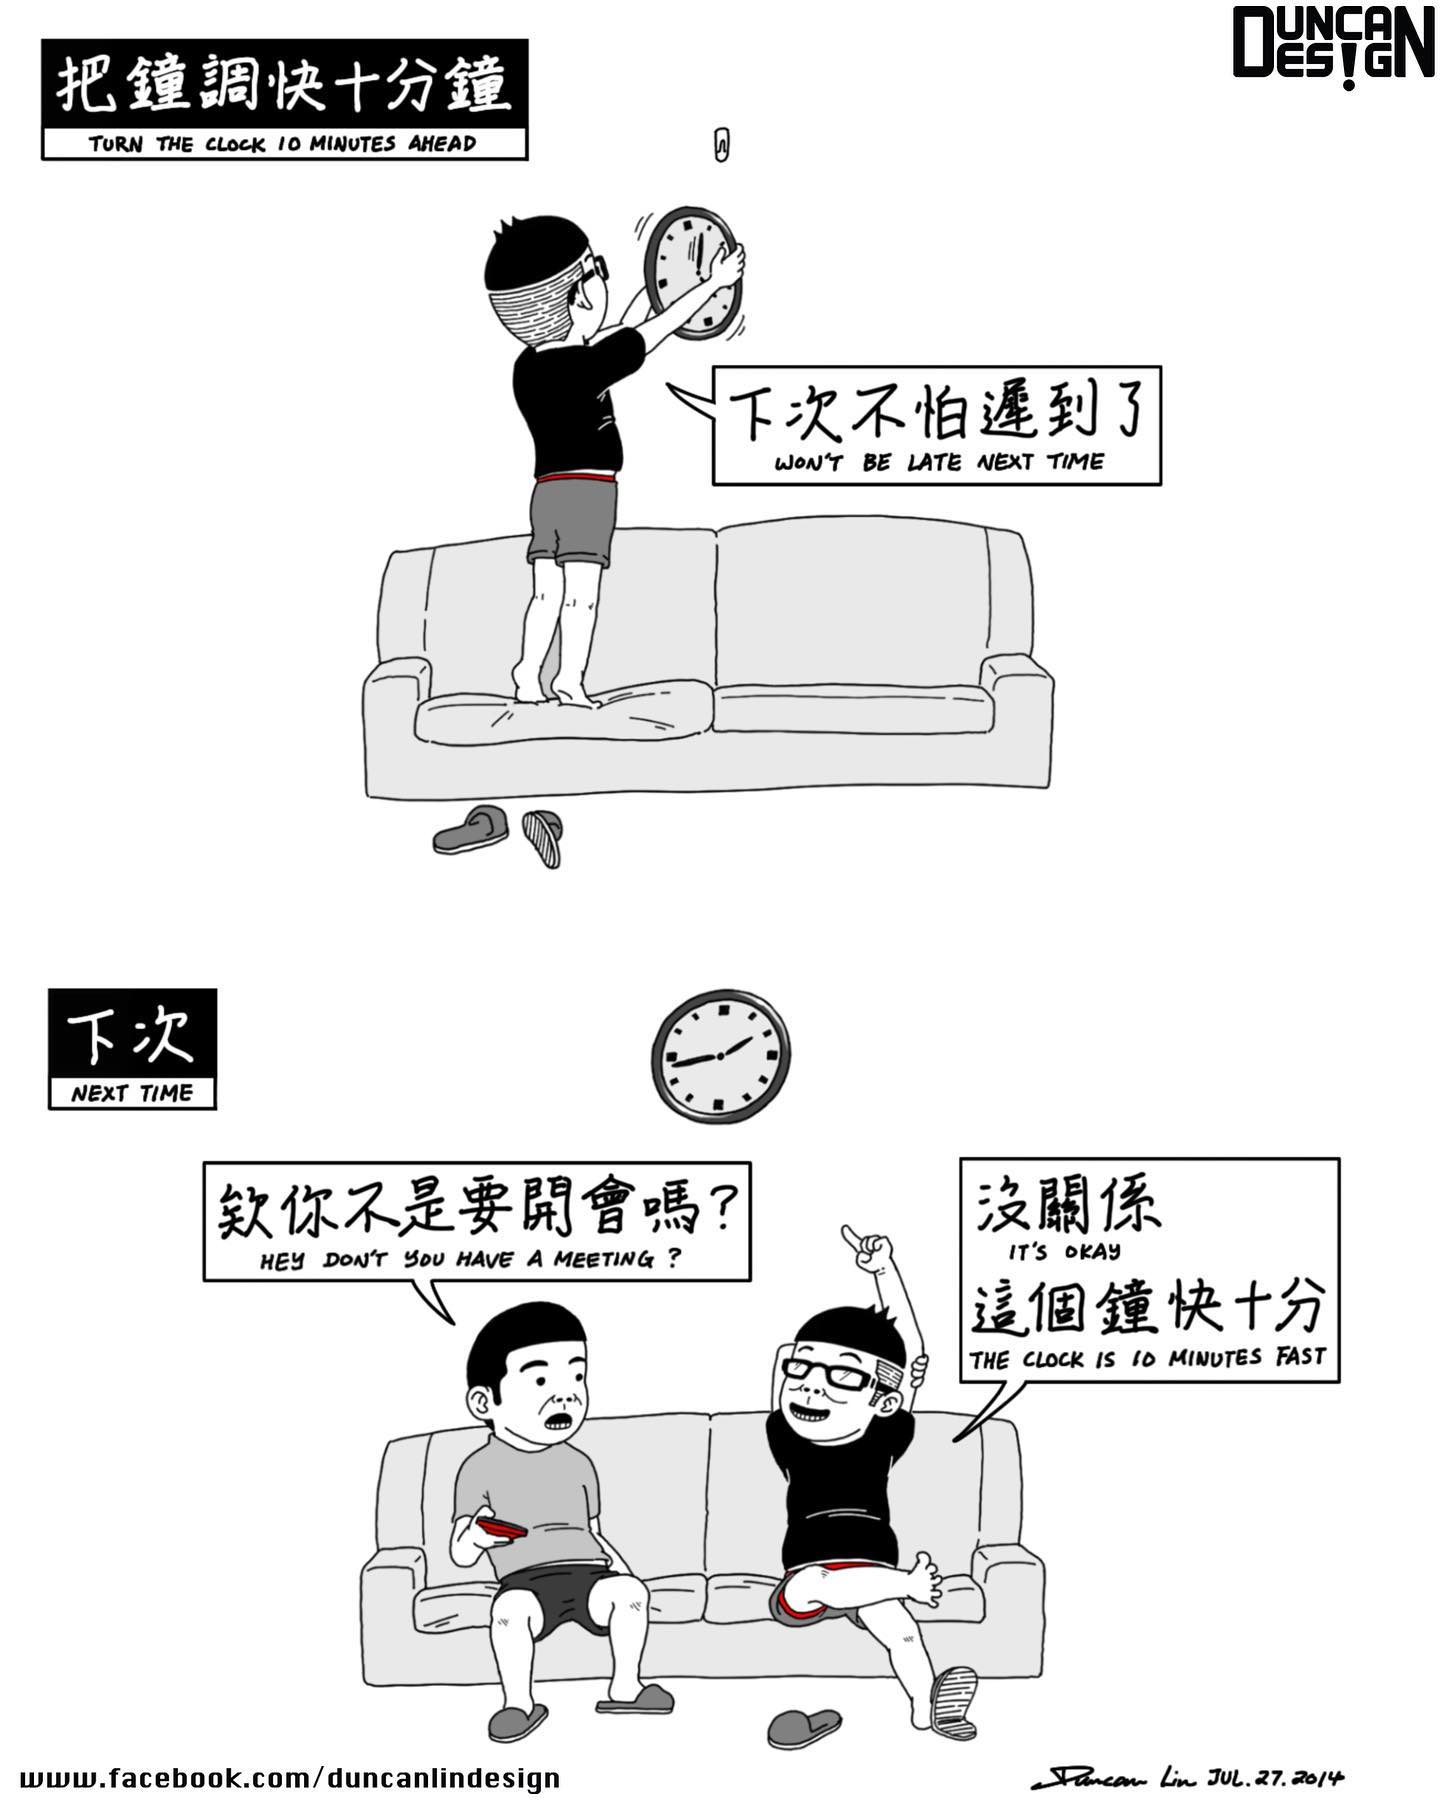 DUNCAN
DES!GN
把鐘調快十分鐘
TURN THE CLOCK 10 MINUTES AHEAD
下次不怕遲到了
WON'T BE LATE NEXT TIME
下次
NEXT TIME
欸你不是要開會嗎?
HEY DON'T YOU HAVE A MEETING?
沒關係
IT'S OKAY
這個鐘快十分
THE CLOCK IS 10 MINUTES FAST
www.facebook.com/duncanlindesign
Duncan Lin JUL.27.2014